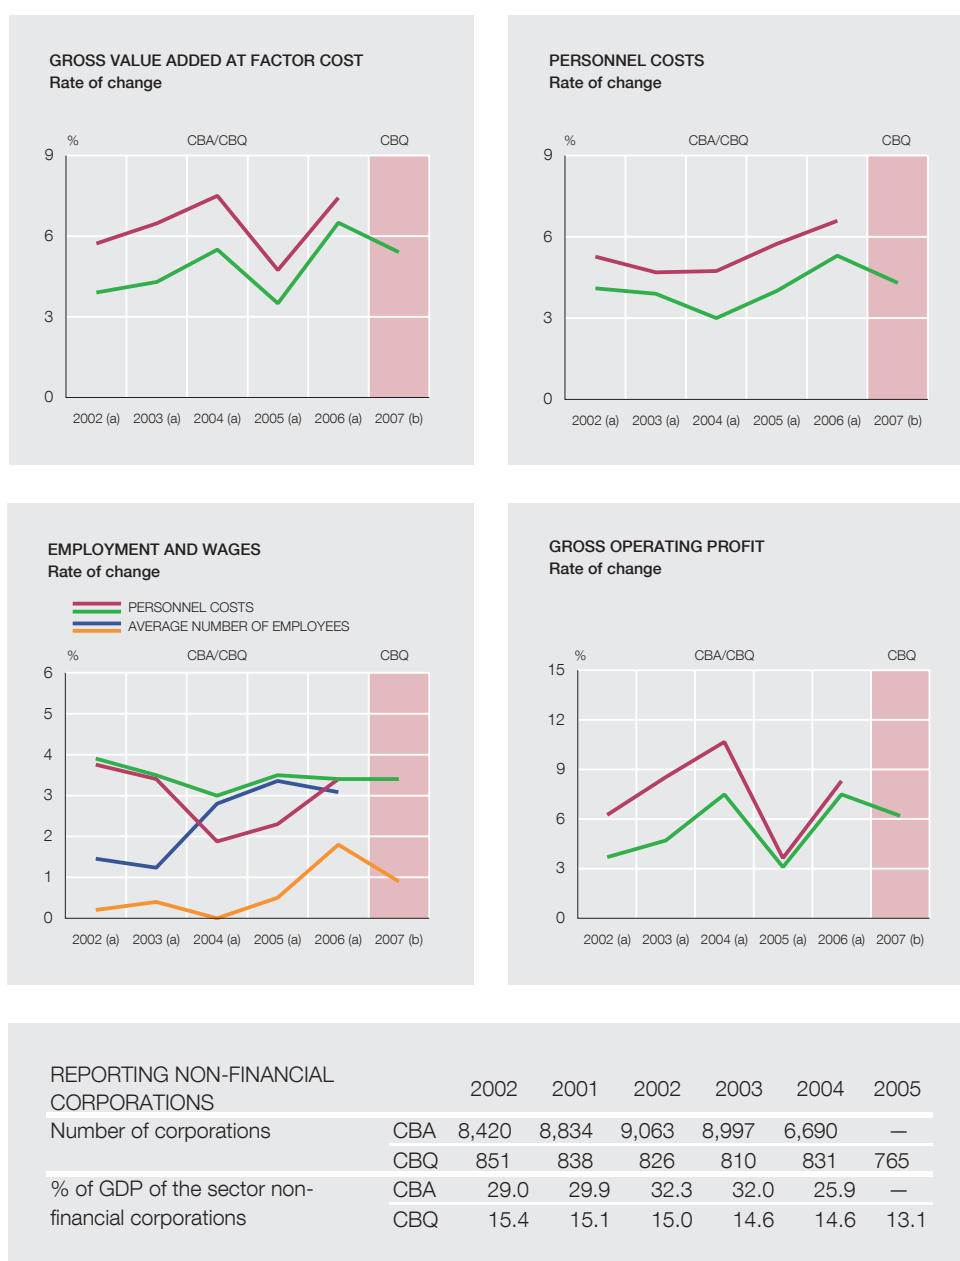 GROSS VALUE ADDED AT FACTOR COST
Rate of change
% CBA/CBQ CBQ
9
6
3
0
2002 (a) 2003 (a) 2004 (a) 2005 (a) 2006 (a) 2007 (b)
PERSONNEL COSTS
Rate of change
% CBA/CBQ CBQ
9
6
3
0
2002 (a) 2003 (a) 2004 (a) 2005 (a) 2006 (a) 2007 (b)
EMPLOYMENT AND WAGES
Rate of change
PERSONNEL COSTS
AVERAGE NUMBER OF EMPLOYEES
% CBA/CBQ CBQ
6
5
4
3
2
1
0
2002 (a) 2003 (a) 2004 (a) 2005 (a) 2006 (a) 2007 (b)
GROSS OPERATING PROFIT
Rate of change
% CBA/CBQ CBQ
15
12
9
6
3
0
2002 (a) 2003 (a) 2004 (a) 2005 (a) 2006 (a) 2007 (b)
REPORTING NON-FINANCIAL
CORPORATIONS 2002 2001 2002 2003 2004 2005
Number of corporations CBA 8,420 8,834 9,063 8,997 6,690 —
CBQ 851 838 826 810 831 765
% of GDP of the sector non- CBA 29.0 29.9 32.3 32.0 25.9 —
financial corporations CBQ 15.4 15.1 15.0 14.6 14.6 13.1